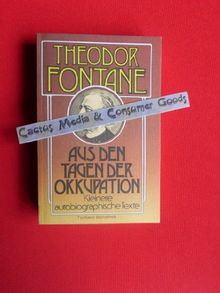 THEODOR
FONTANE
Cactus Media & Consumer Goods
AUS DEN
TAGEN DER
OKKUPATION
Kleinere
autobiographische Texte